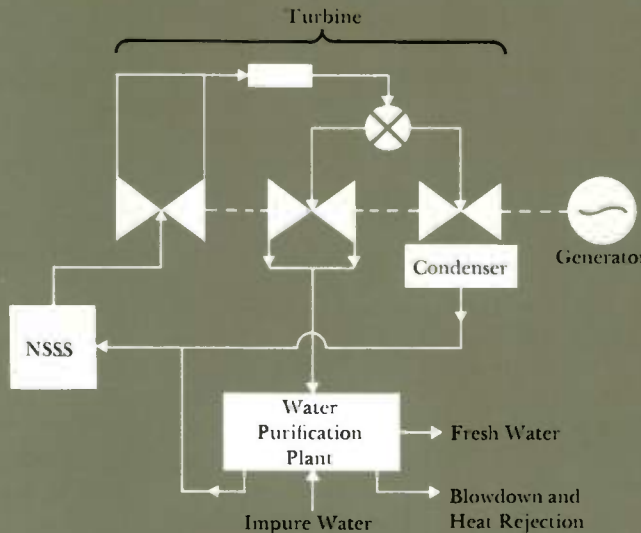 Turbine
Generator
Condenser
NSSS
Water
Purification
Plant
Fresh Water
Blowdown and
Heat Rejection
Impure Water